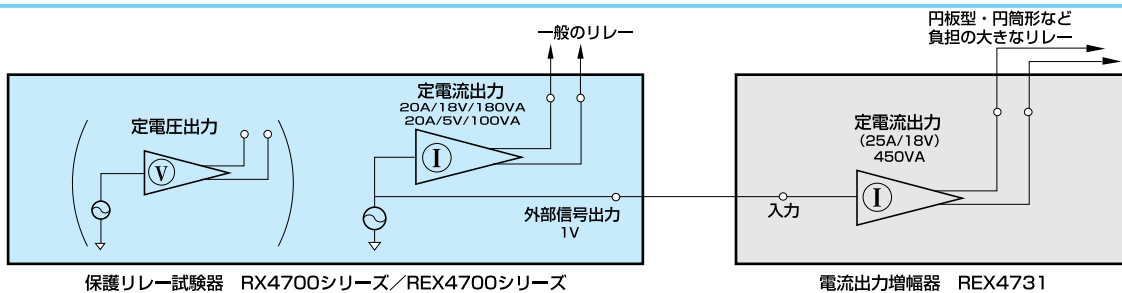 一般のリレー
定電流出力
20A/18V/180VA
20A/5V/100VA
I
定電圧出力
V
外部信号出力
1V
保護リレー試験器 RX4700シリーズ/REX4700シリーズ
円板型・円筒形など
負担の大きなリレー
定電流出力
(25A/18V)
450VA
I
入力
電流出力増幅器 REX4731